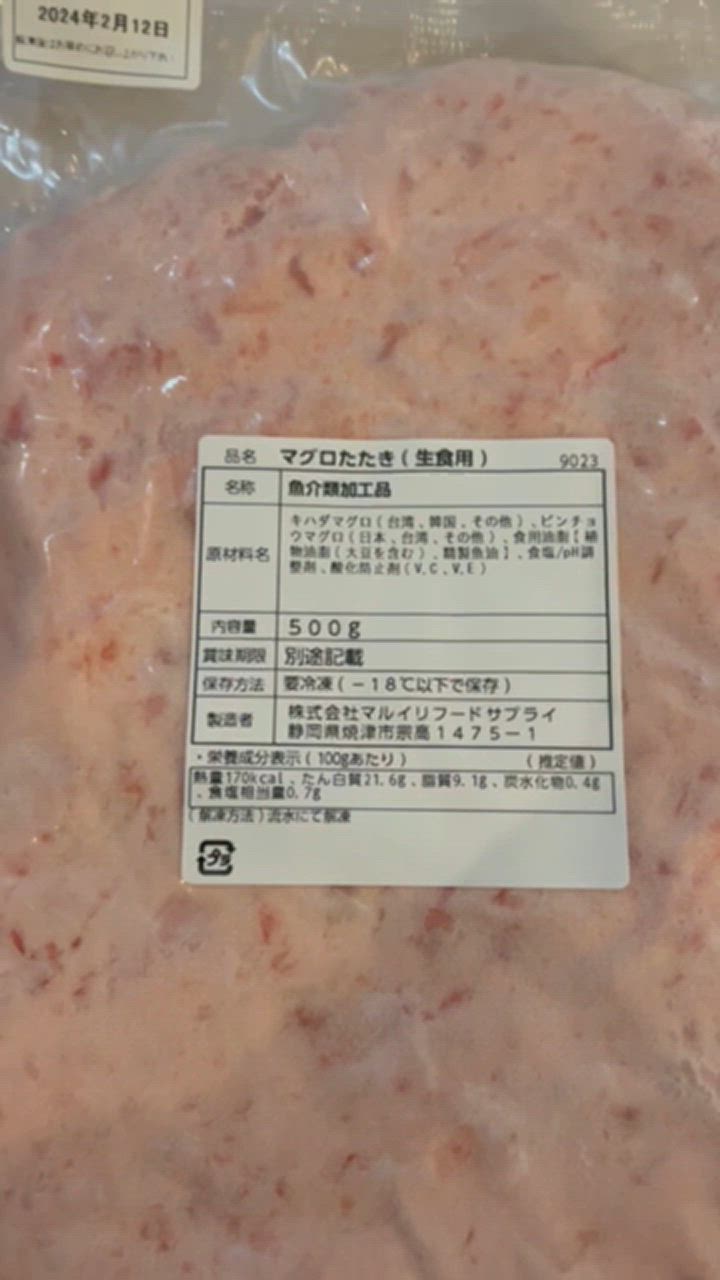 2024年2月12日
品名 マグロたたき(生食用) 9023
名称 魚介類加工品
原材料名 キハダマグロ(台湾、韓国、その他)、ビンチョ
ウマグロ(日本、台湾、その他)、食用油脂【植
物油脂(大豆を含む)、精製魚油】、食塩/pH調
整剤、酸化防止剤(V.C、V.E)
内容量 500g
賞味期限 別途記載
保存方法 要冷凍(-18℃以下で保存)
製造者 株式会社マルイリフードサプライ
静岡県焼津市宗高1475-1
・栄養成分表示(100gあたり) (推定値)
熱量170kcal、たん白質21.6g、脂質9.1g、炭水化物0.4g
、食塩相当量0.7g
(解凍方法)流水にて解凍
プラ